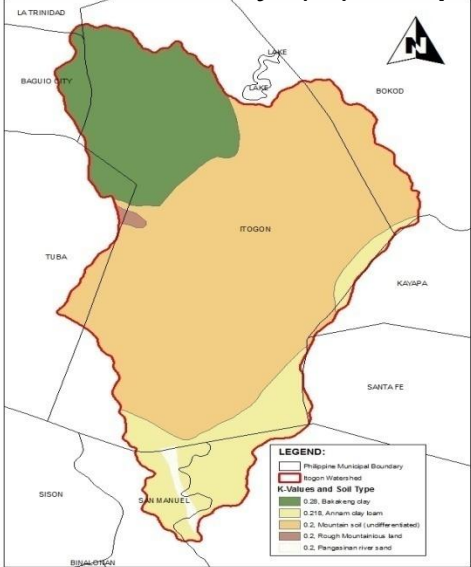 LA TRINIDAD
N
LAKE
BAGUIO CITY
LAKE
BOKOD
ITOGON
TUBA
KAYAPA
SANTA FE
LEGEND:
Philippine Municipal Boundary
Itogon Watershed
K-Values and Soil Type
0.28, Bakakeng clay
0.218, Annam clay loam
0.2, Mountain soil (undifferentiated)
0.2, Rough Mountainious land
0.2, Pangasinan river sand
SISON
SAN MANUEL
BINALONAN